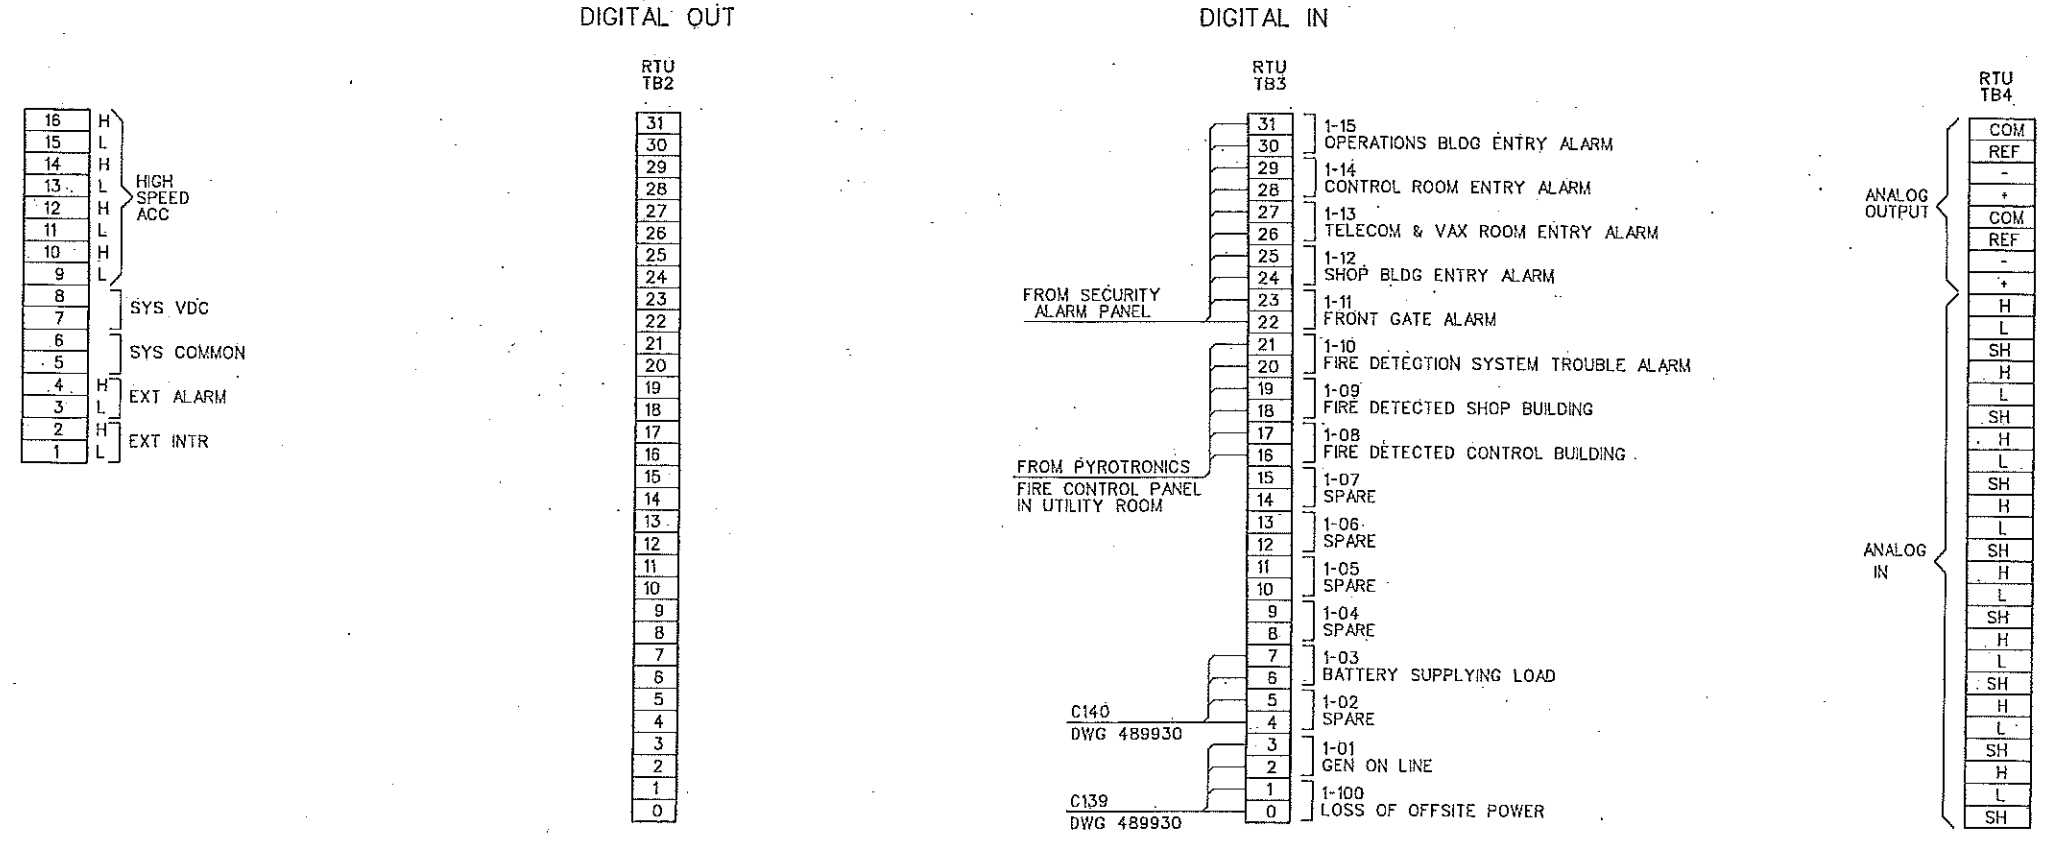 DIGITAL OUT
DIGITAL IN
16 H
15 L
14 H
13 L
12 H
11 L
10 H
9 L
HIGH
SPEED
ACC
8
7
SYS VDC
6
5
SYS COMMON
4 H
3 L
EXT ALARM
2 H
1 L
EXT INTR
RTU
TB2
31
30
29
28
27
26
25
24
23
22
21
20
19
18
17
16
15
14
13
12
11
10
9
8
7
6
5
4
3
2
1
0
FROM SECURITY
ALARM PANEL
FROM PYROTRONICS
FIRE CONTROL PANEL
IN UTILITY ROOM
C140
DWG 489930
C139
DWG 489930
RTU
TB3
31
30
29
28
27
26
25
24
23
22
21
20
19
18
17
16
15
14
13
12
11
10
9
8
7
6
5
4
3
2
1
0
1-15
OPERATIONS BLDG ENTRY ALARM
1-14
CONTROL ROOM ENTRY ALARM
1-13
TELECOM & VAX ROOM ENTRY ALARM
1-12
SHOP BLDG ENTRY ALARM
1-11
FRONT GATE ALARM
1-10
FIRE DETECTION SYSTEM TROUBLE ALARM
1-09
FIRE DETECTED SHOP BUILDING
1-08
FIRE DETECTED CONTROL BUILDING
1-07
SPARE
1-06
SPARE
1-05
SPARE
1-04
SPARE
1-03
BATTERY SUPPLYING LOAD
1-02
SPARE
1-01
GEN ON LINE
1-100
LOSS OF OFFSITE POWER
RTU
TB4
ANALOG
OUTPUT
COM
REF
-
+
COM
REF
-
+
ANALOG
IN
H
L
SH
H
L
SH
H
L
SH
H
L
SH
H
L
SH
H
L
SH
H
L
SH
H
L
SH